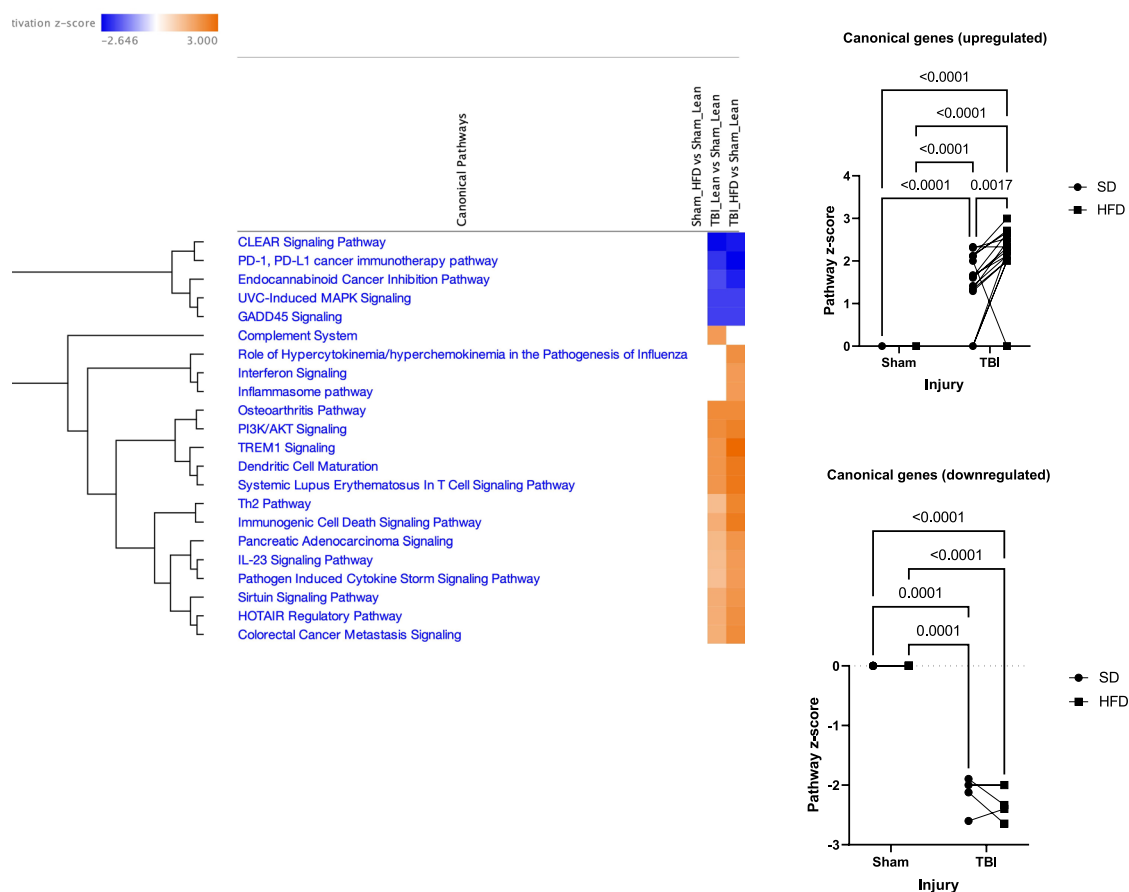 tivation z-score
-2.646 3.000
Canonical Pathways
Sham_HFD vs Sham_Lean
TBI_Lean vs Sham_Lean
TBI_HFD vs Sham_Lean
CLEAR Signaling Pathway
PD-1, PD-L1 cancer immunotherapy pathway
Endocannabinoid Cancer Inhibition Pathway
UVC-Induced MAPK Signaling
GADD45 Signaling
Complement System
Role of Hypercytokinemia/hyperchemokinemia in the Pathogenesis of Influenza
Interferon Signaling
Inflammasome pathway
Osteoarthritis Pathway
PI3K/AKT Signaling
TREM1 Signaling
Dendritic Cell Maturation
Systemic Lupus Erythematosus In T Cell Signaling Pathway
Th2 Pathway
Immunogenic Cell Death Signaling Pathway
Pancreatic Adenocarcinoma Signaling
IL-23 Signaling Pathway
Pathogen Induced Cytokine Storm Signaling Pathway
Sirtuin Signaling Pathway
HOTAIR Regulatory Pathway
Colorectal Cancer Metastasis Signaling
Canonical genes (upregulated)
<0.0001
<0.0001
<0.0001
<0.0001 0.0017
4
3
2
1
0
Pathway z-score
Sham TBI
Injury
SD
HFD
Canonical genes (downregulated)
<0.0001
<0.0001
0.0001
0.0001
0
-1
-2
-3
Pathway z-score
Sham TBI
Injury
SD
HFD